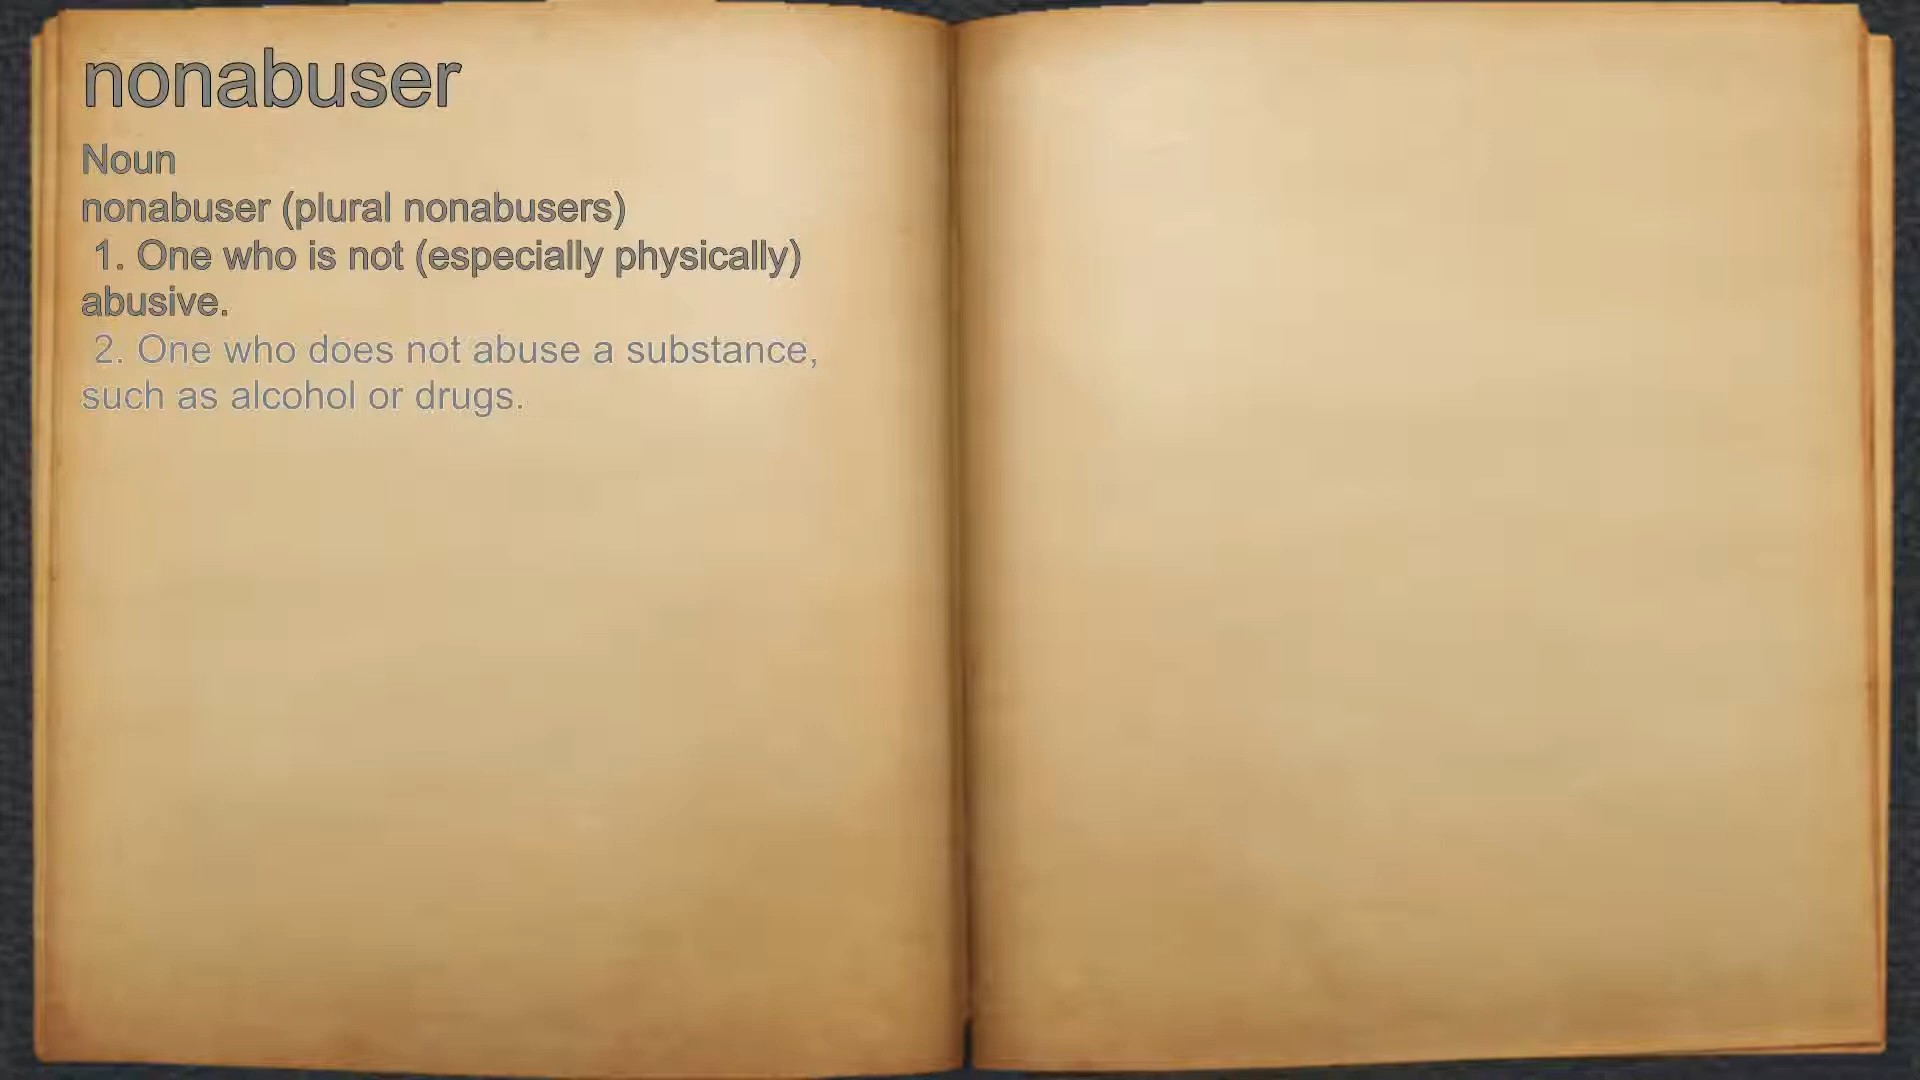 nonabuser
Noun
nonabuser (plural nonabusers)
1. One who is not (especially physically)
abusive.
2. One who does not abuse a substance,
such as alcohol or drugs.